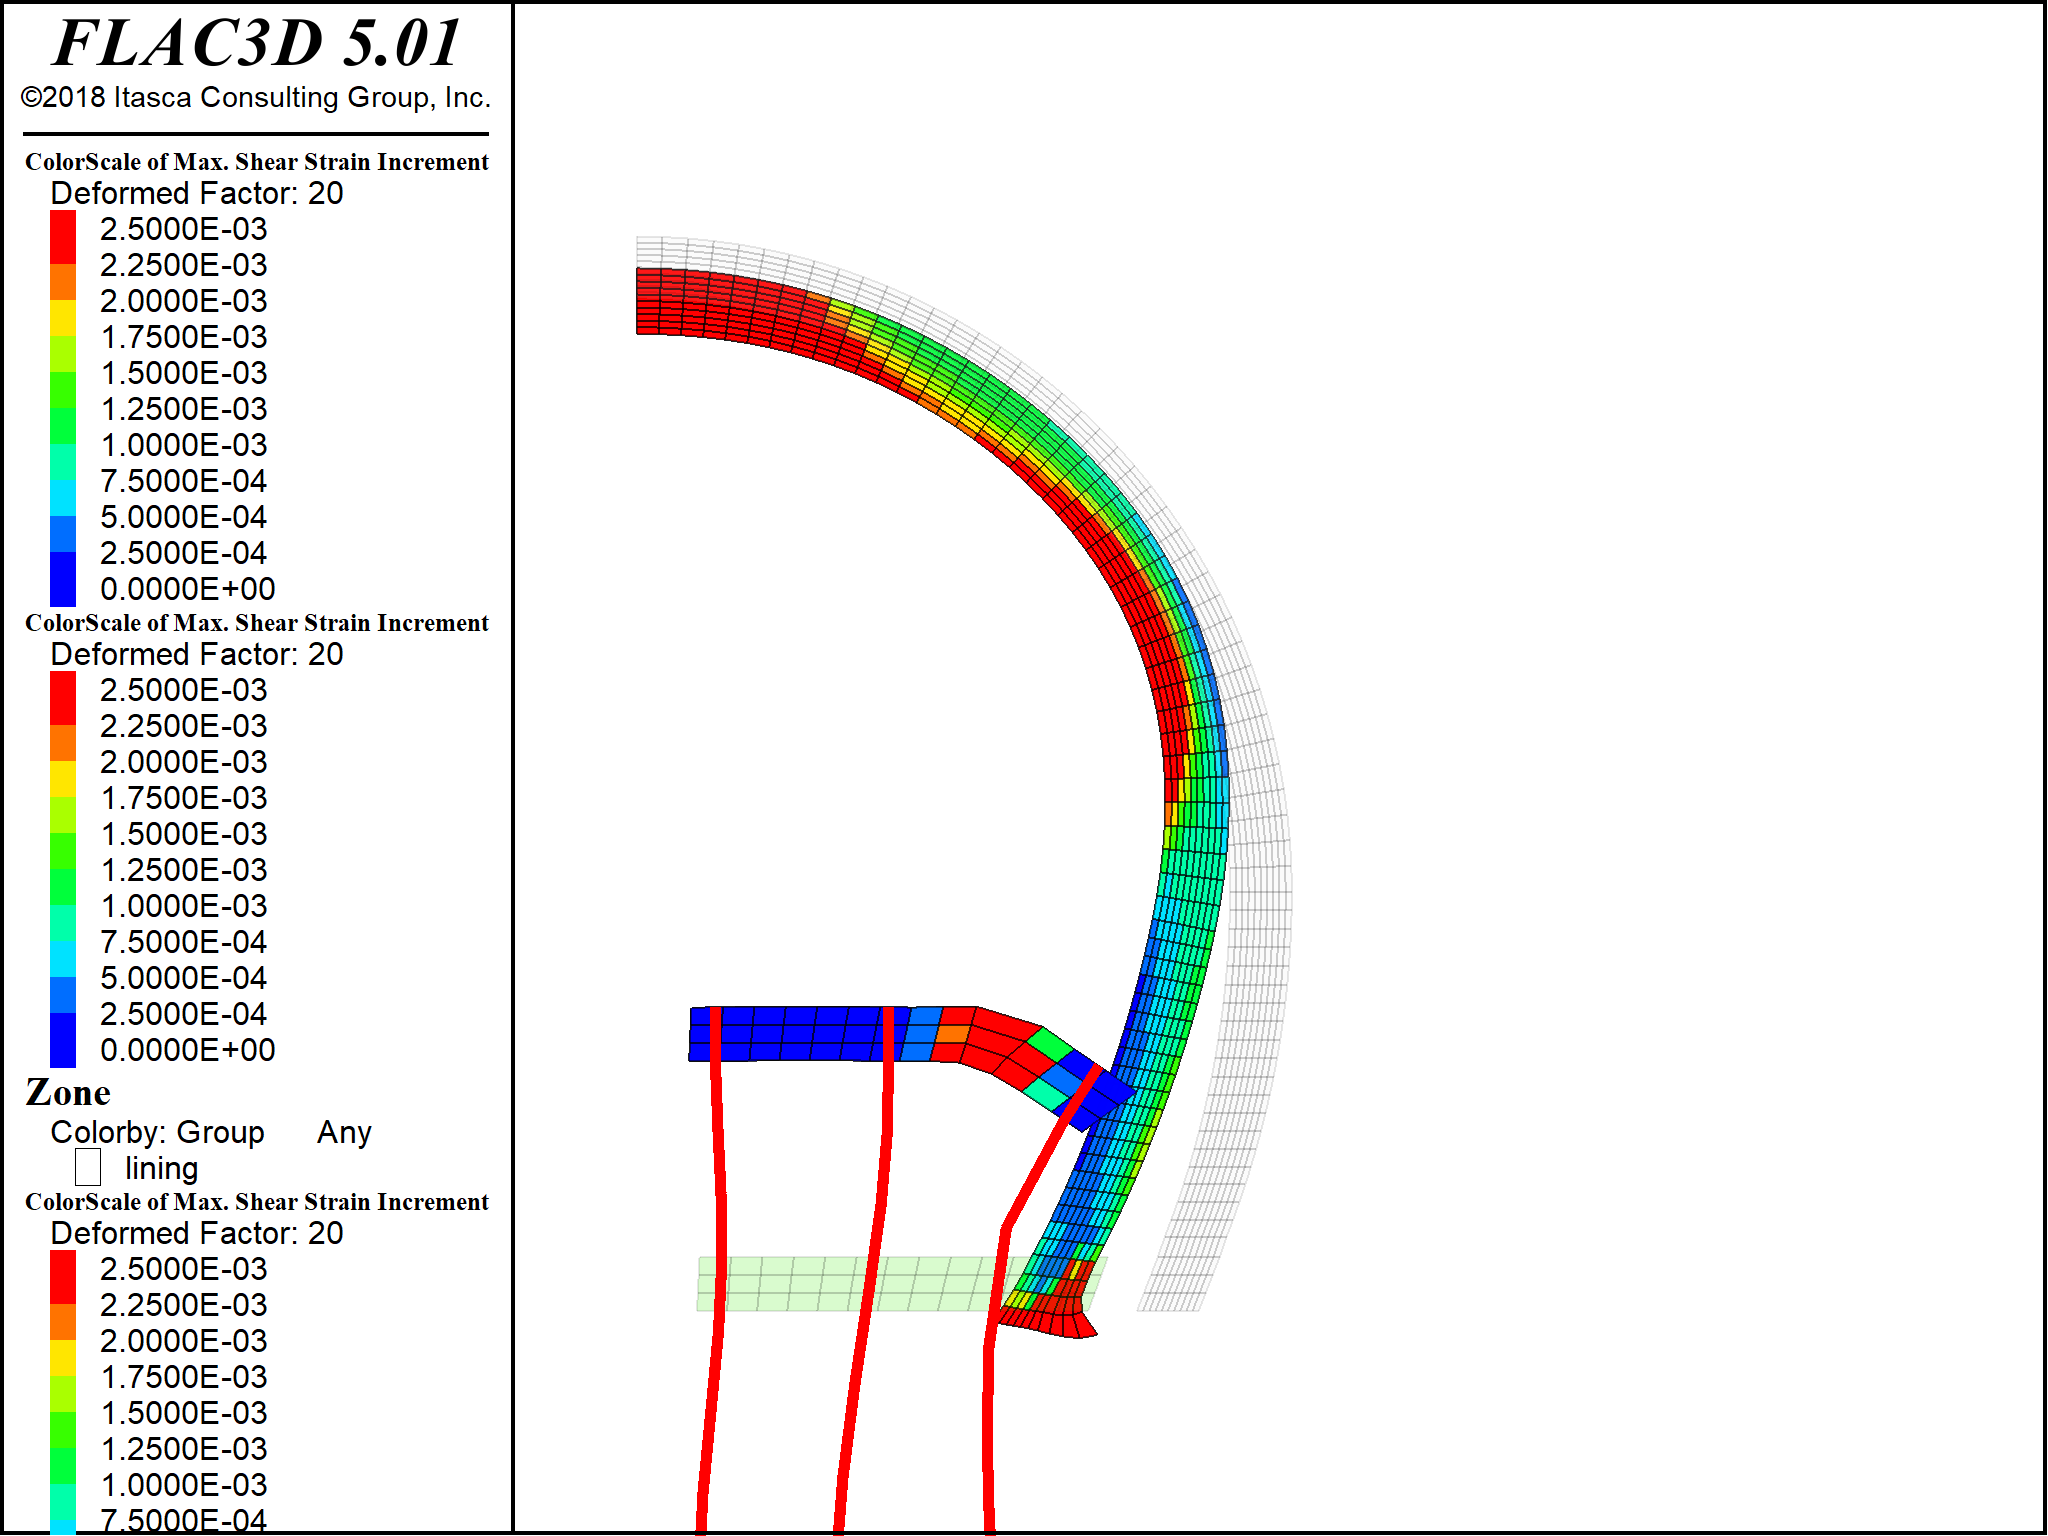 FLAC3D 5.01
©2018 Itasca Consulting Group, Inc.
ColorScale of Max. Shear Strain Increment
Deformed Factor: 20
2.5000E-03
2.2500E-03
2.0000E-03
1.7500E-03
1.5000E-03
1.2500E-03
1.0000E-03
7.5000E-04
5.0000E-04
2.5000E-04
0.0000E+00
ColorScale of Max. Shear Strain Increment
Deformed Factor: 20
2.5000E-03
2.2500E-03
2.0000E-03
1.7500E-03
1.5000E-03
1.2500E-03
1.0000E-03
7.5000E-04
5.0000E-04
2.5000E-04
0.0000E+00
Zone
Colorby: Group Any
lining
ColorScale of Max. Shear Strain Increment
Deformed Factor: 20
2.5000E-03
2.2500E-03
2.0000E-03
1.7500E-03
1.5000E-03
1.2500E-03
1.0000E-03
7.5000E-04